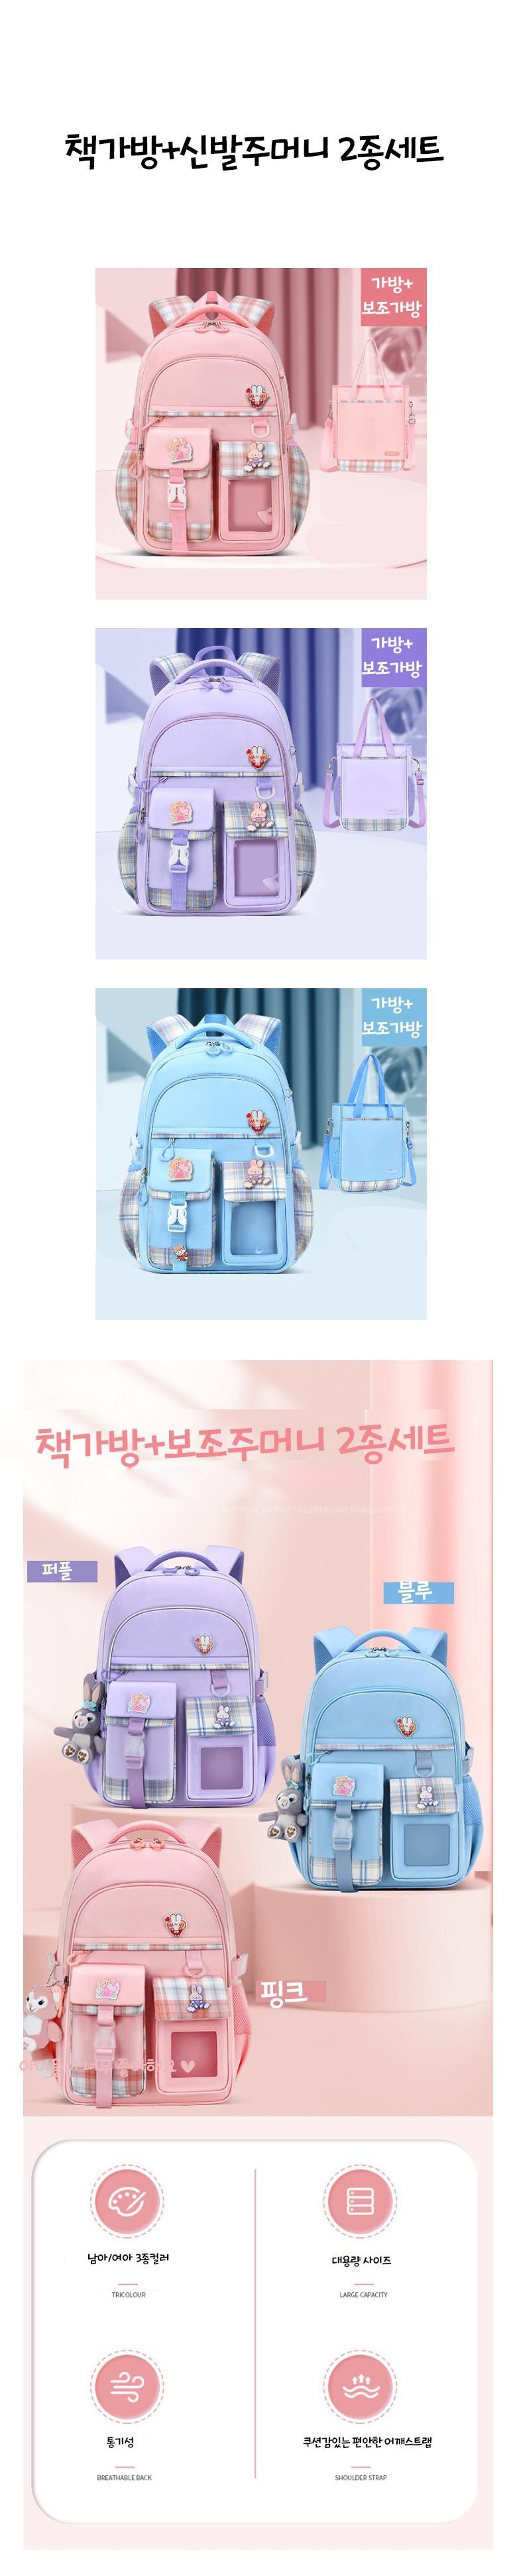 책가방+신발주머니 2종세트
가방+
보조가방
가방+
보조가방
가방+
보조가방
책가방+보조주머니 2종세트
퍼플
블루
핑크
남아/여아 3종컬러
TRICOLOUR
대용량 사이즈
LARGE CAPACITY
통기성
BREATHABLE BACK
쿠션감있는 편안한 어깨스트랩
SHOULDER STRAP